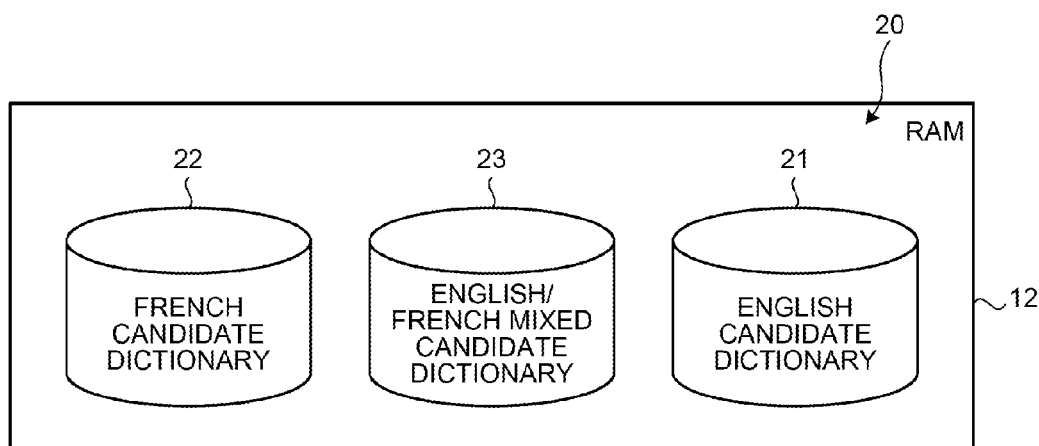 20
RAM
22
23
21
FRENCH
CANDIDATE
DICTIONARY
ENGLISH/
FRENCH MIXED
CANDIDATE
DICTIONARY
ENGLISH
CANDIDATE
DICTIONARY
12